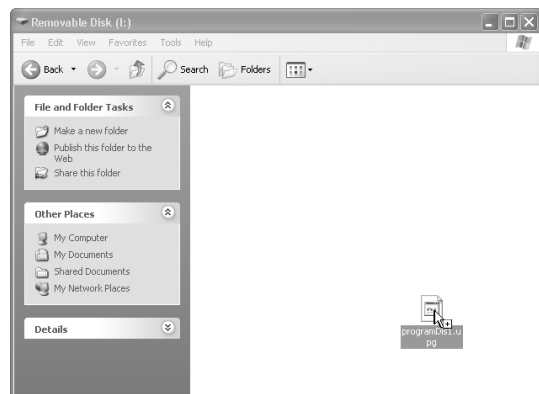 Removable Disk (I:)
File Edit View Favorites Tools Help
Back Search Folders
File and Folder Tasks
Make a new folder
Publish this folder to the
Web
Share this folder
Other Places
My Computer
My Documents
Shared Documents
My Network Places
Details
programDis1.u
pg